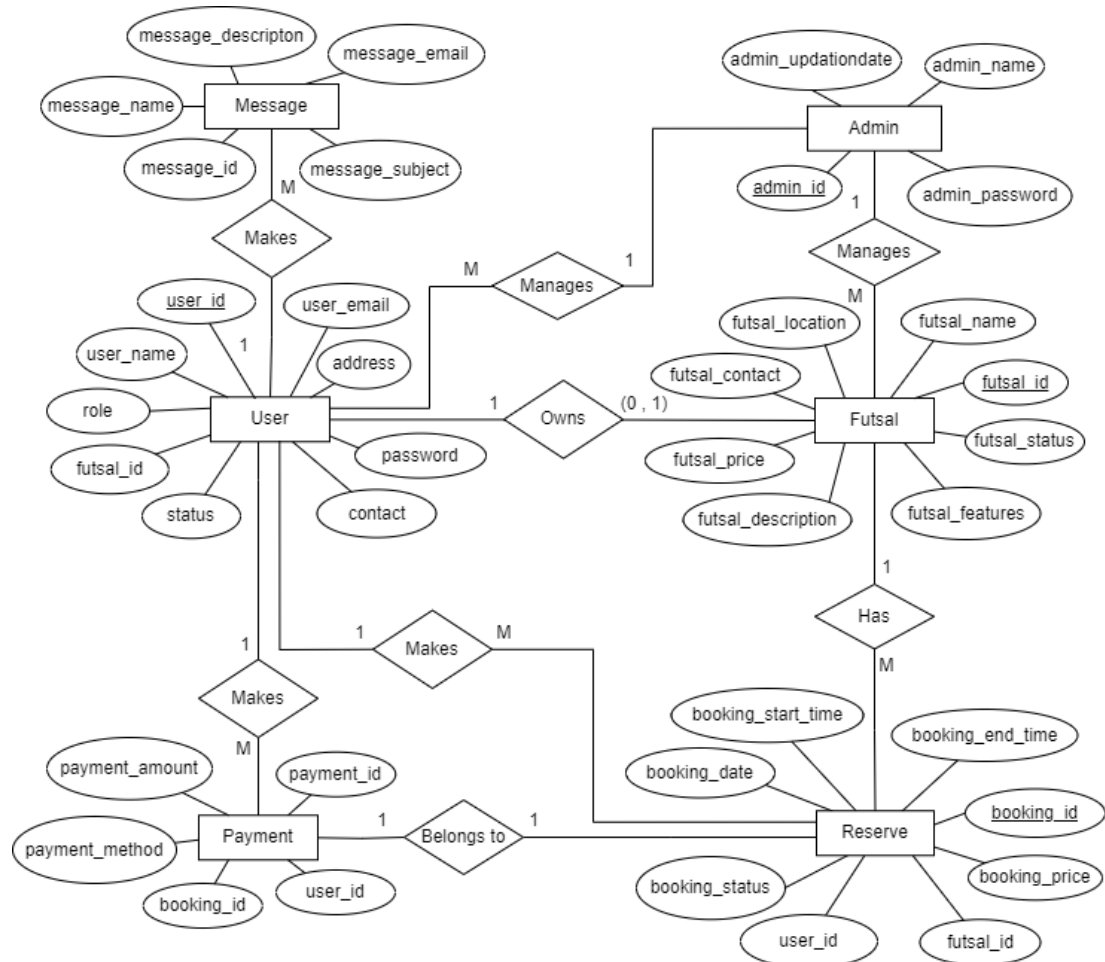 message_descripton
message_email
message_name
Message
message_id
message_subject
M
Makes
admin_updationdate
admin_name
Admin
admin_id
admin_password
1
Manages
M
M
Manages
1
user_id
user_email
1
user_name
address
role
User
futsal_id
password
status
contact
1
Owns
(0 , 1)
futsal_location
futsal_name
futsal_contact
futsal_id
Futsal
futsal_status
futsal_price
futsal_description
futsal_features
1
Has
M
1
Makes
M
1
Makes
M
payment_amount
payment_id
Payment
payment_method
booking_id
user_id
1
Belongs to
1
booking_start_time
booking_end_time
booking_date
booking_id
Reserve
booking_price
booking_status
user_id
futsal_id